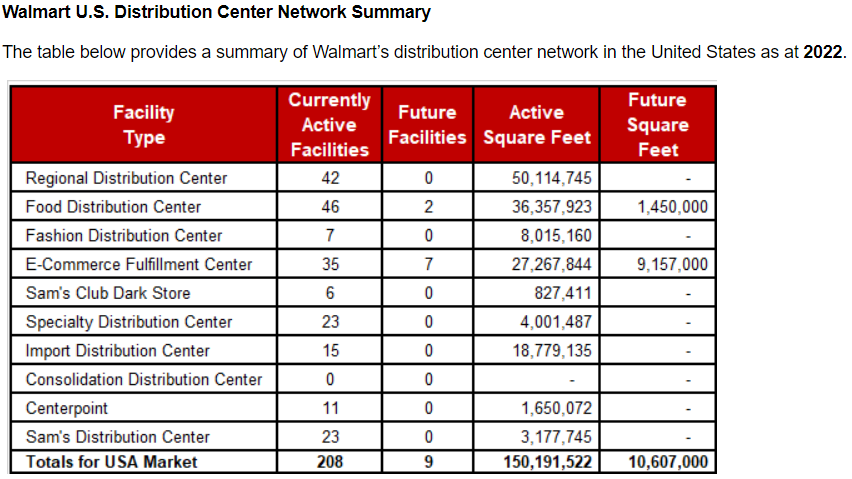 Walmart U.S. Distribution Center Network Summary
The table below provides a summary of Walmart’s distribution center network in the United States as at 2022.
Facility Type Currently Active Facilities Future Facilities Active Square Feet Future Square Feet
Regional Distribution Center 42 0 50,114,745 -
Food Distribution Center 46 2 36,357,923 1,450,000
Fashion Distribution Center 7 0 8,015,160 -
E-Commerce Fulfillment Center 35 7 27,267,844 9,157,000
Sam's Club Dark Store 6 0 827,411 -
Specialty Distribution Center 23 0 4,001,487 -
Import Distribution Center 15 0 18,779,135 -
Consolidation Distribution Center 0 0 - -
Centerpoint 11 0 1,650,072 -
Sam's Distribution Center 23 0 3,177,745 -
Totals for USA Market 208 9 150,191,522 10,607,000